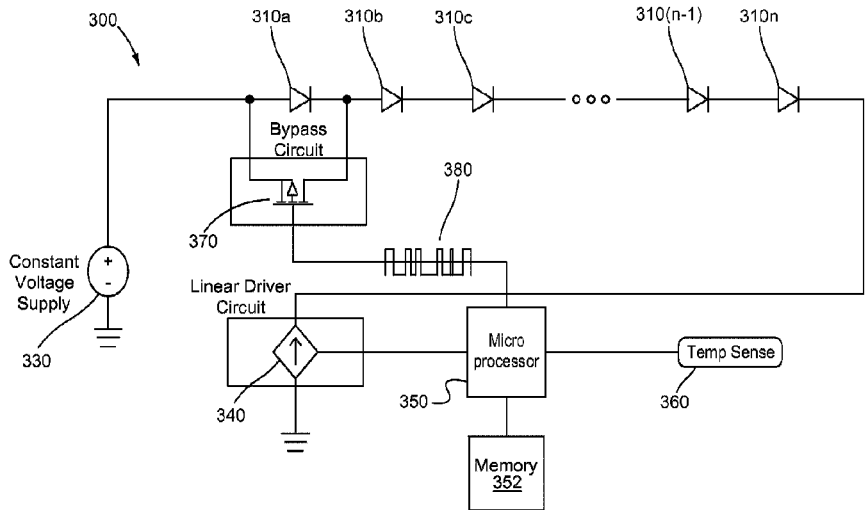 300
310a
310b
310c
310(n-1)
310n
Bypass
Circuit
370
380
Constant
Voltage
Supply
+
-
330
Linear Driver
Circuit
340
Micro
processor
350
Temp Sense
360
Memory
352